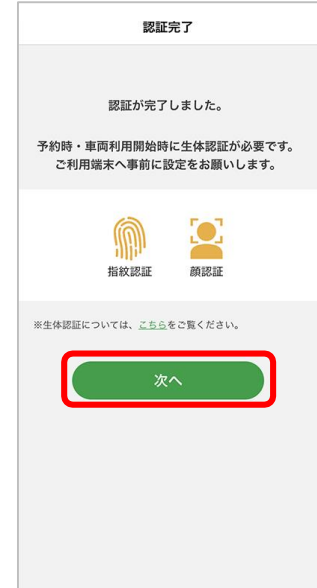 認証完了
認証が完了しました。
予約時・車両利用開始時に生体認証が必要です。
ご利用端末へ事前に設定をお願いします。
指紋認証
顔認証
※生体認証については、こちらをご覧ください。
次へ